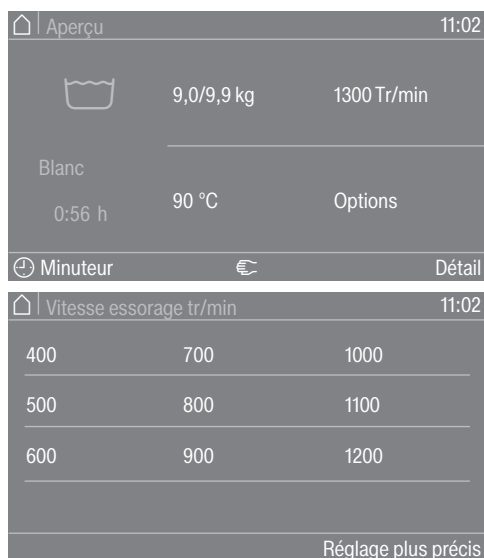 Aperçu 11:02
9,0/9,9 kg 1300 Tr/min
Blanc
0:56 h
90 °C Options
Minuteur Détail
Vitesse essorage tr/min 11:02
400 700 1000
500 800 1100
600 900 1200
Réglage plus précis